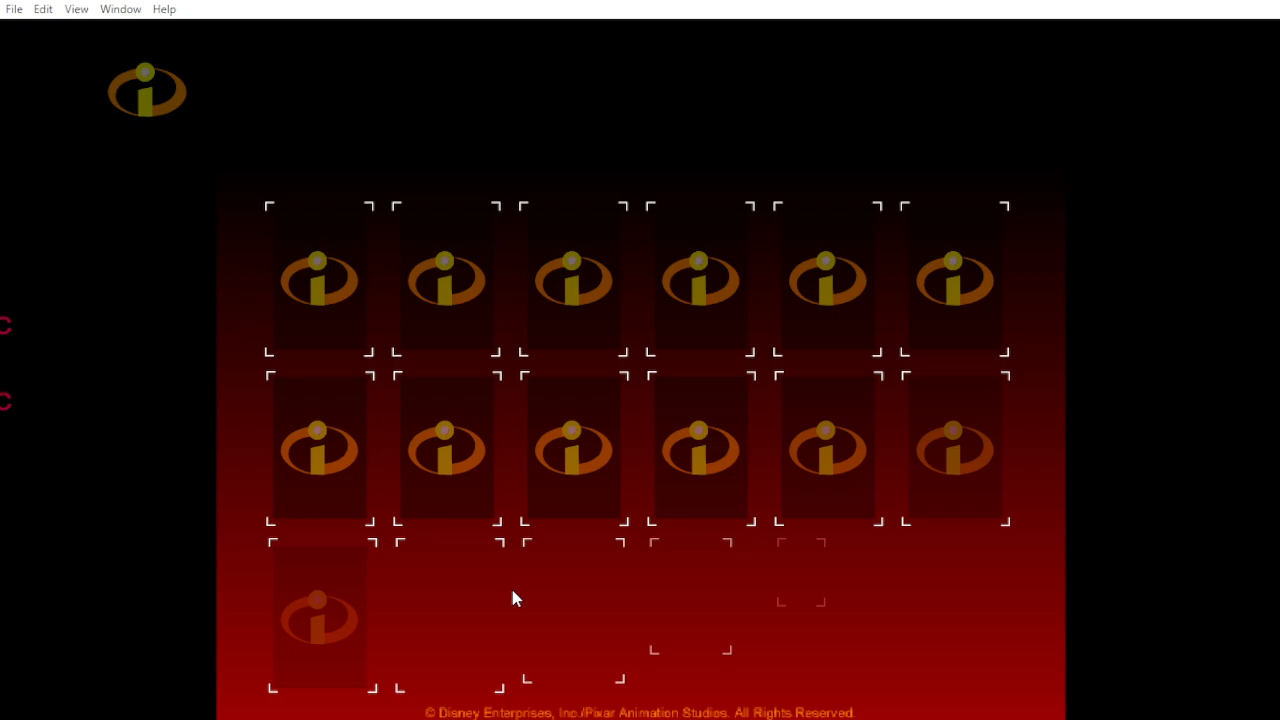 File Edit View Window Help
C
C
© Disney Enterprises, Inc./Pixar Animation Studios. All Rights Reserved.